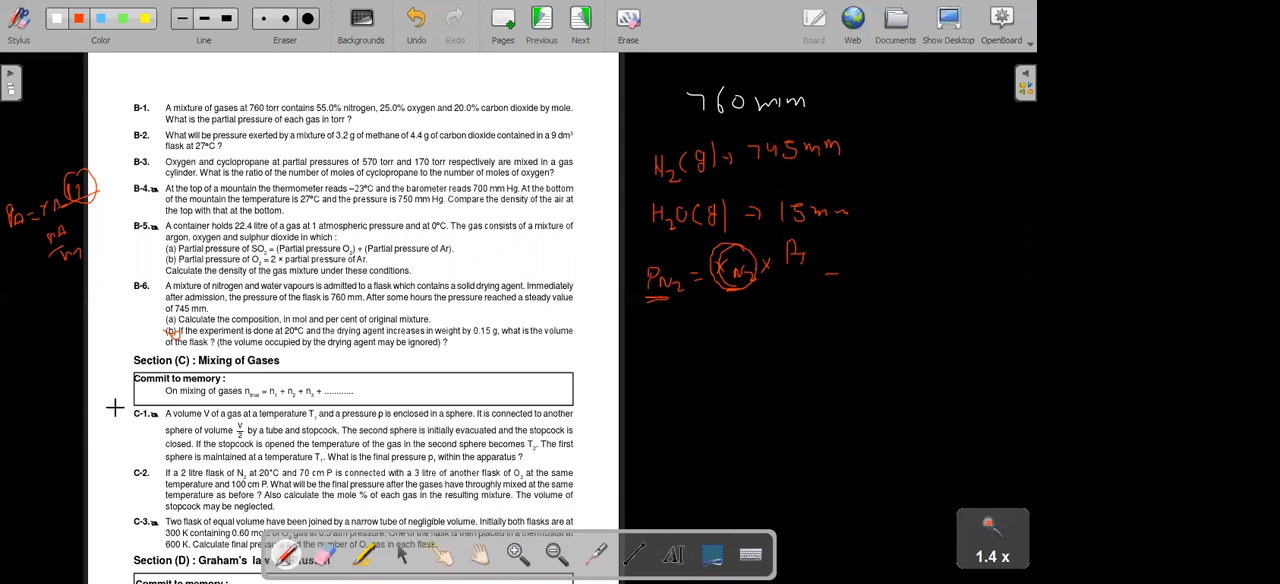 Stylus Color Line Eraser Backgrounds Undo Redo Pages Previous Next Erase Board Web Documents Show Desktop OpenBoard
B-1. A mixture of gases at 760 torr contains 55.0% nitrogen, 25.0% oxygen and 20.0% carbon dioxide by mole.
What is the partial pressure of each gas in torr ?
B-2. What will be pressure exerted by a mixture of 3.2 g of methane of 4.4 g of carbon dioxide contained in a 9 dm³
flask at 27°C ?
B-3. Oxygen and cyclopropane at partial pressures of 570 torr and 170 torr respectively are mixed in a gas
cylinder. What is the ratio of the number of moles of cyclopropane to the number of moles of oxygen?
B-4. At the top of a mountain the thermometer reads –23°C and the barometer reads 700 mm Hg. At the bottom
of the mountain the temperature is 27°C and the pressure is 750 mm Hg. Compare the density of the air at
the top with that at the bottom.
B-5. A container holds 22.4 litre of a gas at 1 atmospheric pressure and at 0°C. The gas consists of a mixture of
argon, oxygen and sulphur dioxide in which :
(a) Partial pressure of SO₂ = (Partial pressure O₂) + (Partial pressure of Ar).
(b) Partial pressure of O₂ = 2 × partial pressure of Ar.
Calculate the density of the gas mixture under these conditions.
B-6. A mixture of nitrogen and water vapours is admitted to a flask which contains a solid drying agent. Immediately
after admission, the pressure of the flask is 760 mm. After some hours the pressure reached a steady value
of 745 mm.
(a) Calculate the composition, in mol and per cent of original mixture.
(b) If the experiment is done at 20°C and the drying agent increases in weight by 0.15 g, what is the volume
of the flask ? (the volume occupied by the drying agent may be ignored) ?
Section (C) : Mixing of Gases
Commit to memory :
On mixing of gases n_final = n₁ + n₂ + n₃ + ............
C-1. A volume V of a gas at a temperature T₁ and a pressure p is enclosed in a sphere. It is connected to another
sphere of volume V/2 by a tube and stopcock. The second sphere is initially evacuated and the stopcock is
closed. If the stopcock is opened the temperature of the gas in the second sphere becomes T₂. The first
sphere is maintained at a temperature T₁. What is the final pressure p₁ within the apparatus ?
C-2. If a 2 litre flask of N₂ at 20°C and 70 cm P is connected with a 3 litre of another flask of O₂ at the same
temperature and 100 cm P. What will be the final pressure after the gases have throughly mixed at the same
temperature as before ? Also calculate the mole % of each gas in the resulting mixture. The volume of
stopcock may be neglected.
C-3. Two flask of equal volume have been joined by a narrow tube of negligible volume. Initially both flasks are at
300 K containing 0.60 mole of O₂ gas at 0.5 atm pressure. One of the flask is then placed in a thermostat at
600 K. Calculate final pressure and the number of O₂ gas in each flask.
Section (D) : Graham's law
Commit to memory :
760 mm
H₂(g) → 745 mm
H₂O(g) → 15 mm
P_N₂ = x_N₂ × P_T =
1.4 x